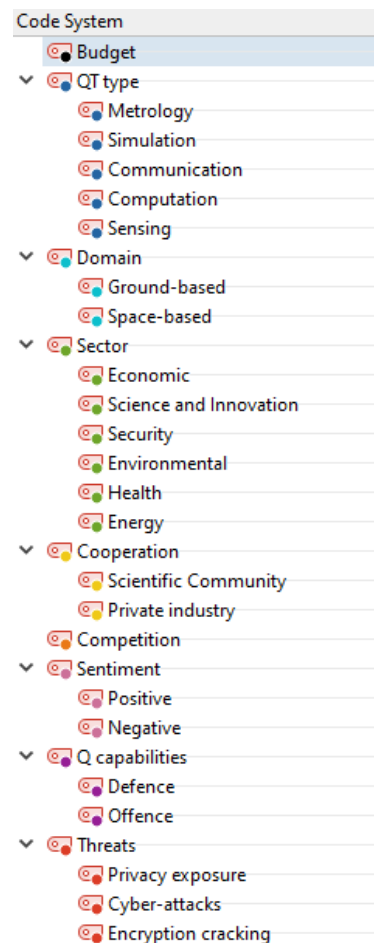 Code System
Budget
QT type
Metrology
Simulation
Communication
Computation
Sensing
Domain
Ground-based
Space-based
Sector
Economic
Science and Innovation
Security
Environmental
Health
Energy
Cooperation
Scientific Community
Private industry
Competition
Sentiment
Positive
Negative
Q capabilities
Defence
Offence
Threats
Privacy exposure
Cyber-attacks
Encryption cracking